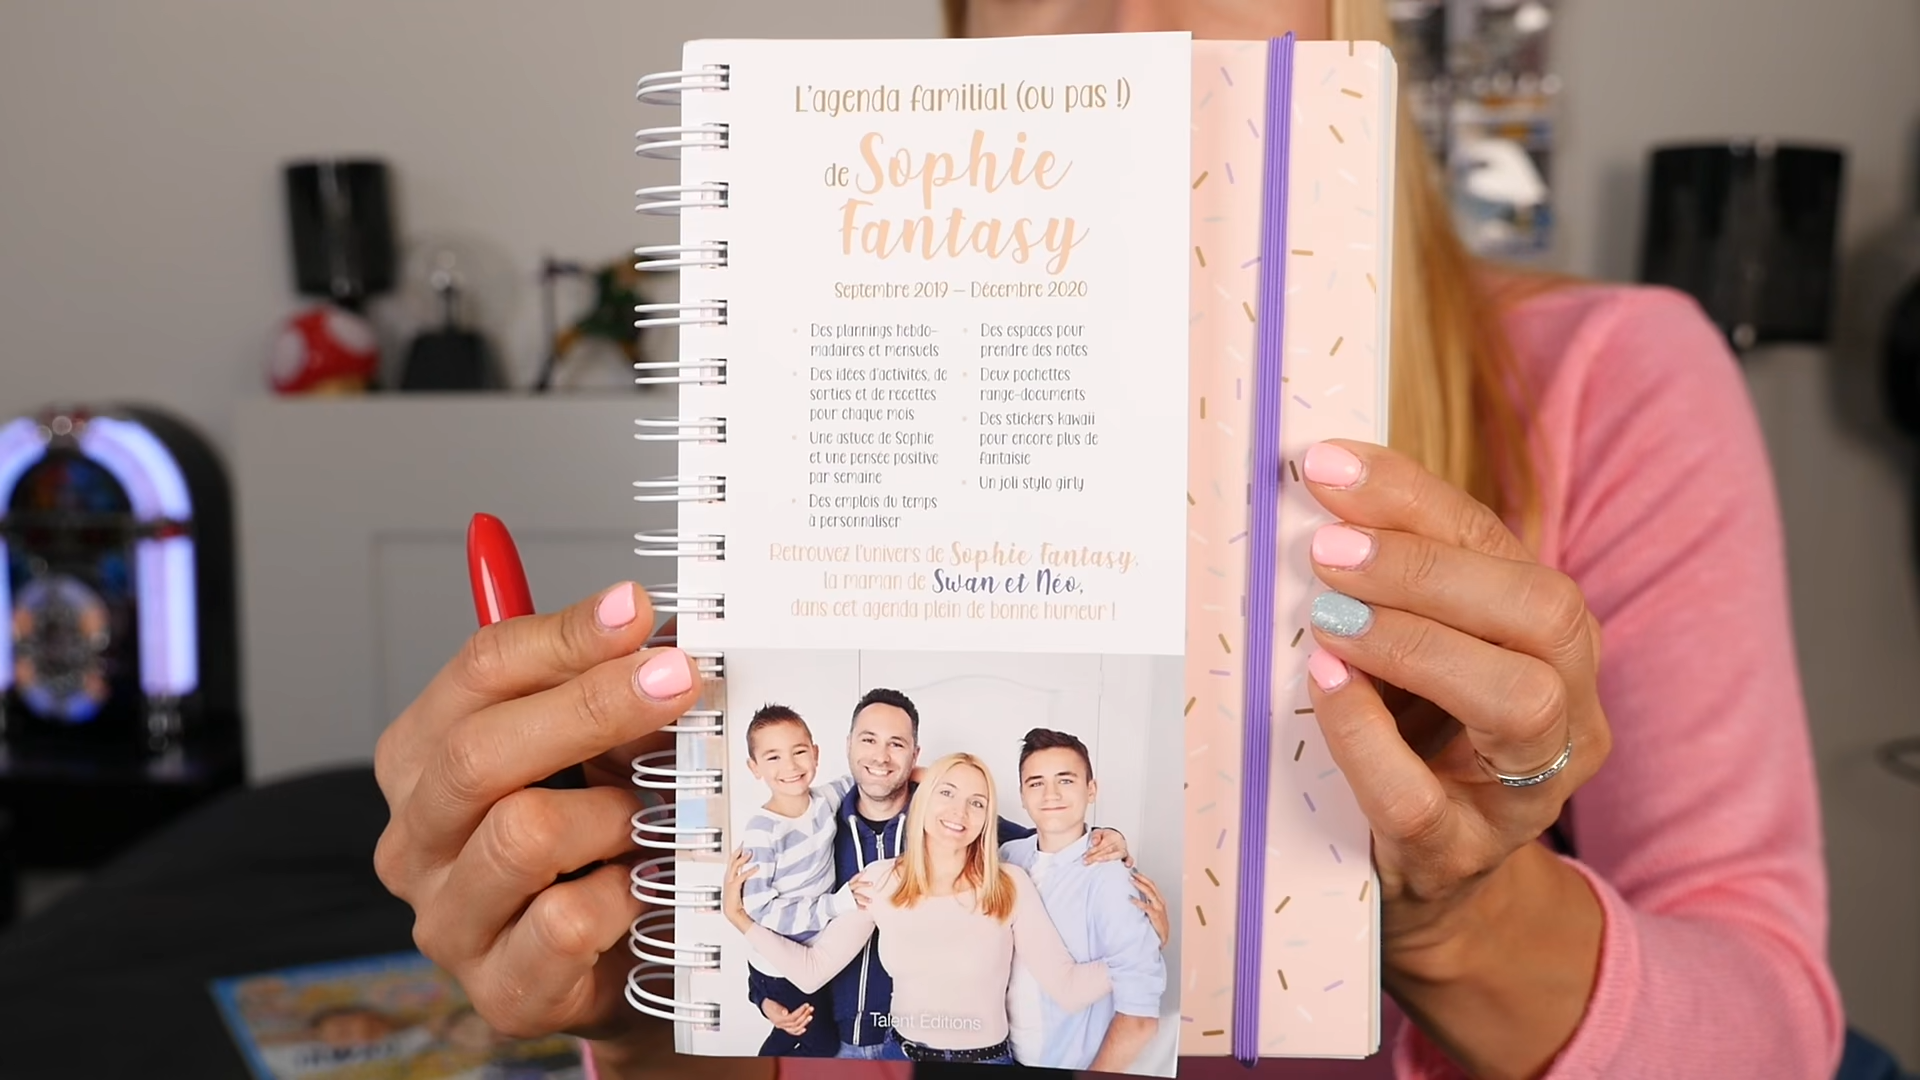 L'agenda familial (ou pas !)
de Sophie
Fantasy
Septembre 2019 – Décembre 2020
• Des plannings hebdo-
madaires et mensuels
• Des idées d'activités, de
sorties et de recettes
pour chaque mois
• Une astuce de Sophie
et une pensée positive
par semaine
• Des emplois du temps
à personnaliser
• Des espaces pour
prendre des notes
• Deux pochettes
range-documents
• Des stickers kawaii
pour encore plus de
fantaisie
• Un joli stylo girly
Retrouvez l'univers de Sophie Fantasy,
la maman de Swan et Néo,
dans cet agenda plein de bonne humeur !
Talent Editions